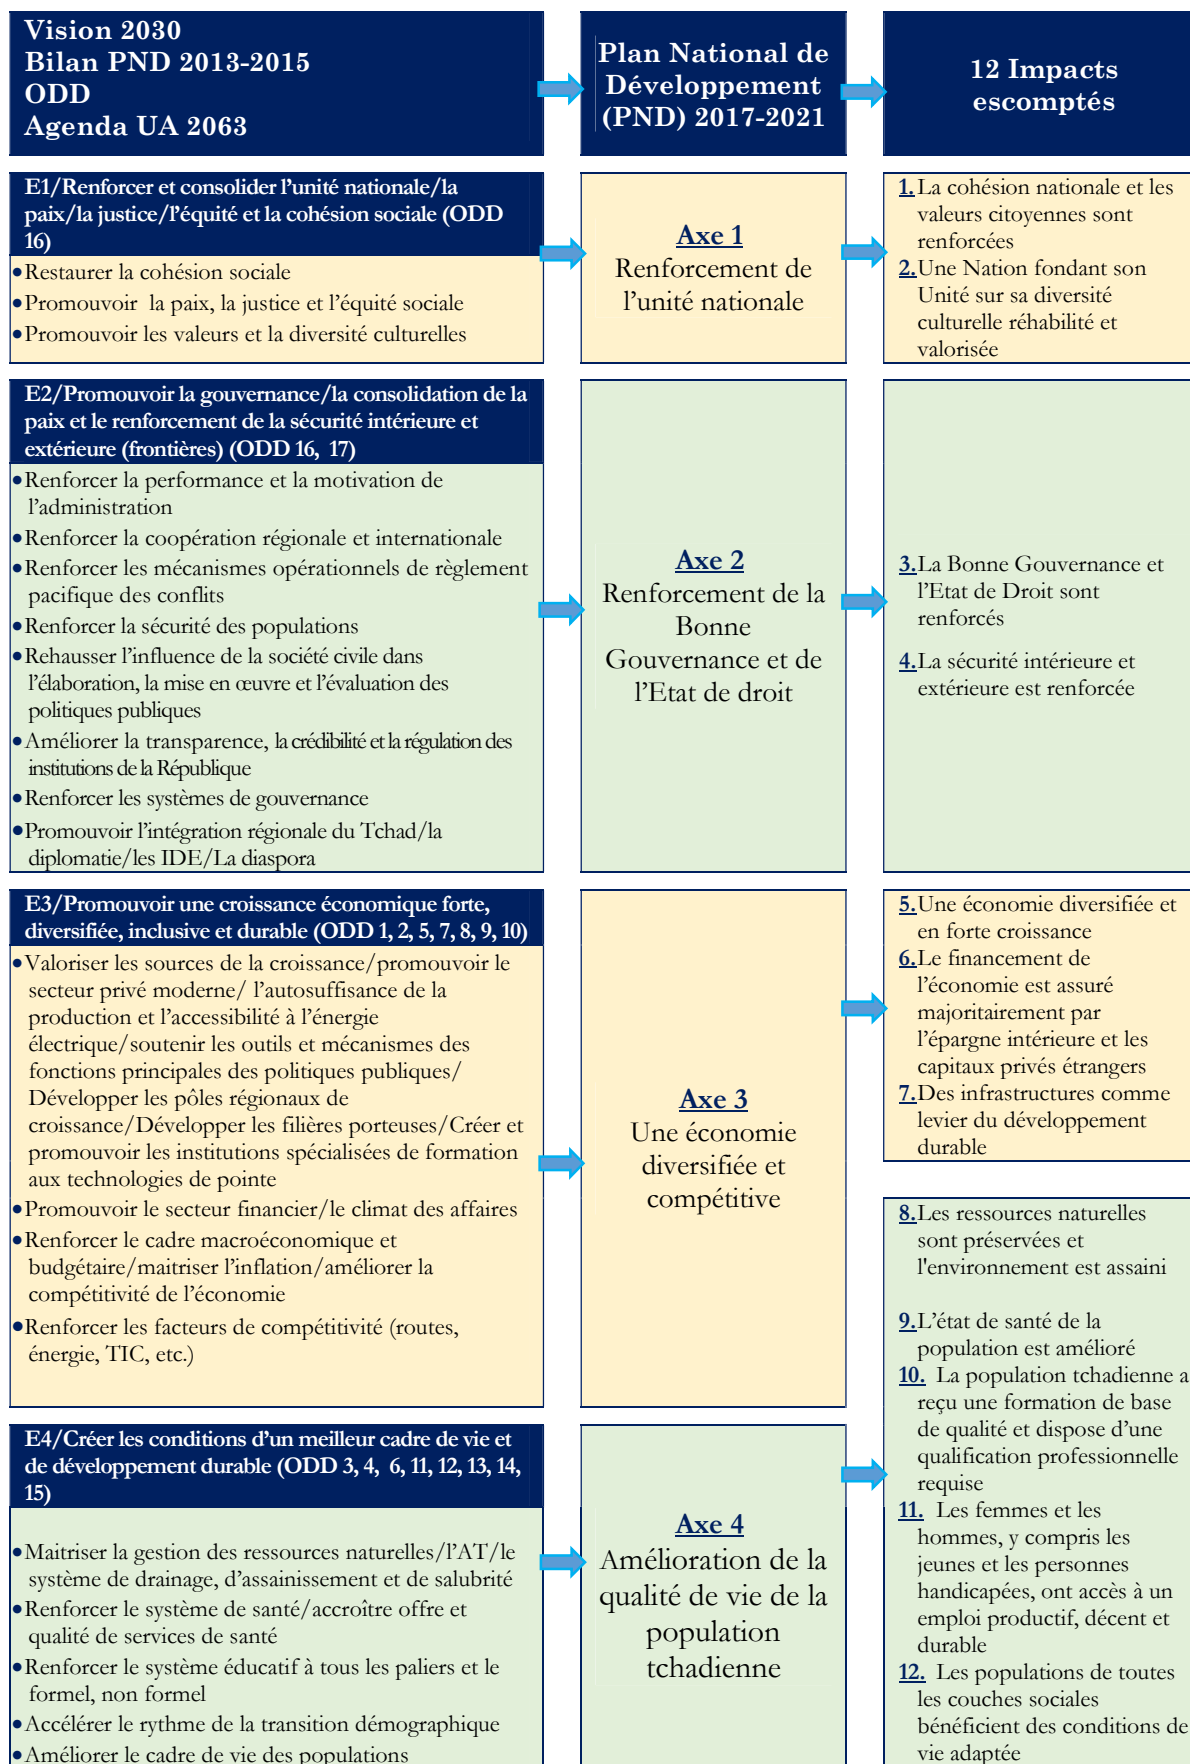 Vision 2030
Bilan PND 2013-2015
ODD
Agenda UA 2063
Plan National de
Développement
(PND) 2017-2021
12 Impacts
escomptés
E1/Renforcer et consolider l’unité nationale/la
paix/la justice/l’équité et la cohésion sociale (ODD
16)
•Restaurer la cohésion sociale
•Promouvoir la paix, la justice et l’équité sociale
•Promouvoir les valeurs et la diversité culturelles
Axe 1
Renforcement de
l’unité nationale
1.La cohésion nationale et les
valeurs citoyennes sont
renforcées
2.Une Nation fondant son
Unité sur sa diversité
culturelle réhabilité et
valorisée
E2/Promouvoir la gouvernance/la consolidation de la
paix et le renforcement de la sécurité intérieure et
extérieure (frontières) (ODD 16, 17)
•Renforcer la performance et la motivation de
l’administration
•Renforcer la coopération régionale et internationale
•Renforcer les mécanismes opérationnels de règlement
pacifique des conflits
•Renforcer la sécurité des populations
•Rehausser l’influence de la société civile dans
l’élaboration, la mise en œuvre et l’évaluation des
politiques publiques
•Améliorer la transparence, la crédibilité et la régulation des
institutions de la République
•Renforcer les systèmes de gouvernance
•Promouvoir l’intégration régionale du Tchad/la
diplomatie/les IDE/La diaspora
Axe 2
Renforcement de la
Bonne
Gouvernance et de
l’Etat de droit
3.La Bonne Gouvernance et
l’Etat de Droit sont
renforcés
4.La sécurité intérieure et
extérieure est renforcée
E3/Promouvoir une croissance économique forte,
diversifiée, inclusive et durable (ODD 1, 2, 5, 7, 8, 9, 10)
•Valoriser les sources de la croissance/promouvoir le
secteur privé moderne/ l’autosuffisance de la
production et l’accessibilité à l’énergie
électrique/soutenir les outils et mécanismes des
fonctions principales des politiques publiques/
Développer les pôles régionaux de
croissance/Développer les filières porteuses/Créer et
promouvoir les institutions spécialisées de formation
aux technologies de pointe
•Promouvoir le secteur financier/le climat des affaires
•Renforcer le cadre macroéconomique et
budgétaire/maitriser l’inflation/améliorer la
compétitivité de l’économie
•Renforcer les facteurs de compétitivité (routes,
énergie, TIC, etc.)
Axe 3
Une économie
diversifiée et
compétitive
5.Une économie diversifiée et
en forte croissance
6.Le financement de
l’économie est assuré
majoritairement par
l’épargne intérieure et les
capitaux privés étrangers
7.Des infrastructures comme
levier du développement
durable
E4/Créer les conditions d’un meilleur cadre de vie et
de développement durable (ODD 3, 4, 6, 11, 12, 13, 14,
15)
•Maitriser la gestion des ressources naturelles/l’AT/le
système de drainage, d’assainissement et de salubrité
•Renforcer le système de santé/accroître offre et
qualité de services de santé
•Renforcer le système éducatif à tous les paliers et le
formel, non formel
•Accélérer le rythme de la transition démographique
•Améliorer le cadre de vie des populations
Axe 4
Amélioration de la
qualité de vie de la
population
tchadienne
8.Les ressources naturelles
sont préservées et
l'environnement est assaini
9.L’état de santé de la
population est amélioré
10. La population tchadienne a
reçu une formation de base
de qualité et dispose d’une
qualification professionnelle
requise
11. Les femmes et les
hommes, y compris les
jeunes et les personnes
handicapées, ont accès à un
emploi productif, décent et
durable
12. Les populations de toutes
les couches sociales
bénéficient des conditions de
vie adaptée